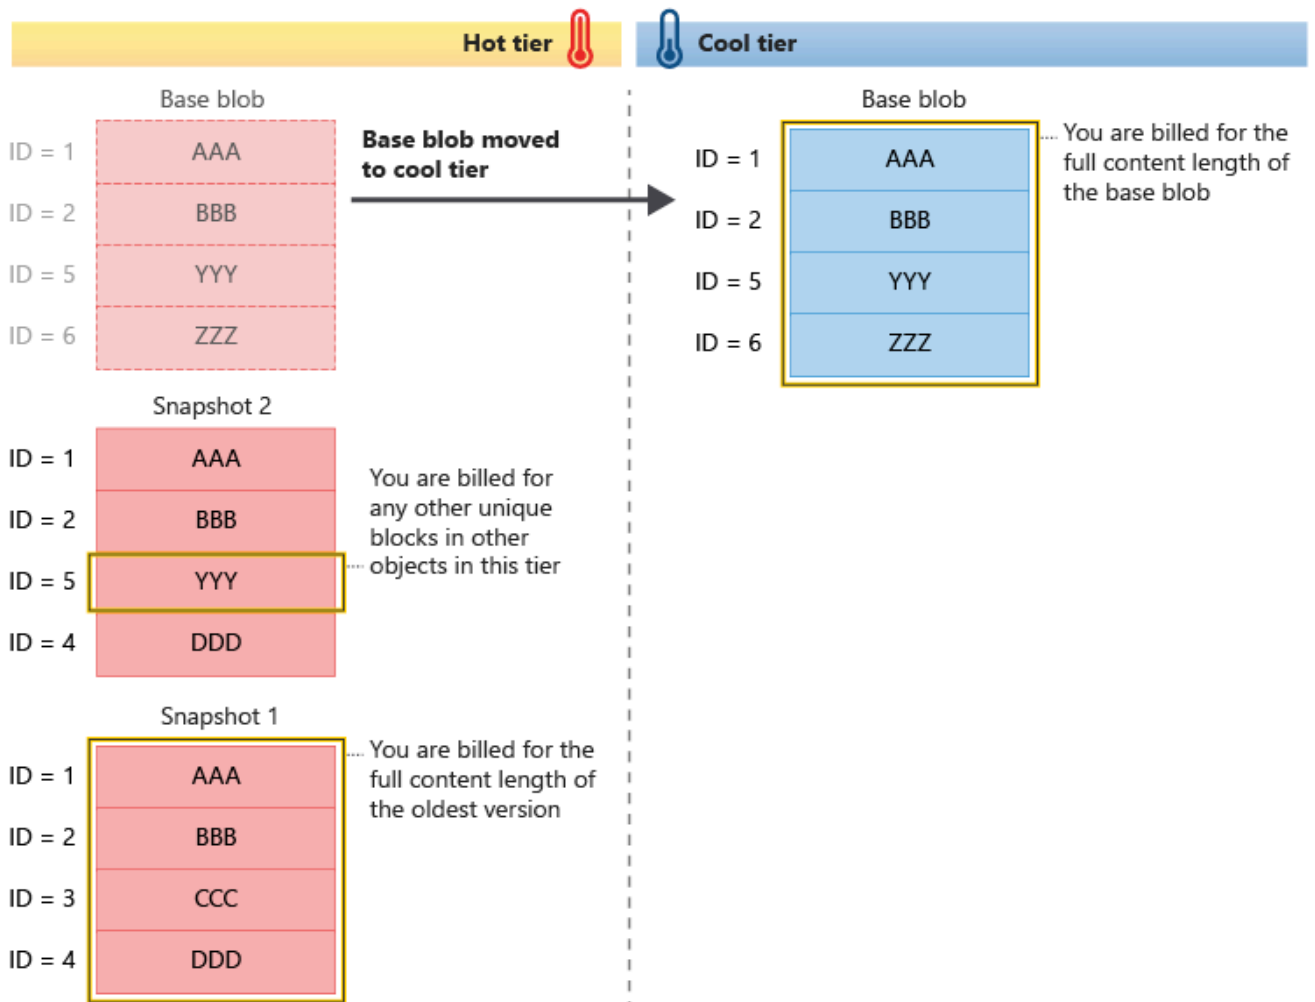 Hot tier
Cool tier
Base blob
ID = 1
AAA
ID = 2
BBB
ID = 5
YYY
ID = 6
ZZZ
Base blob moved
to cool tier
Base blob
ID = 1
AAA
ID = 2
BBB
ID = 5
YYY
ID = 6
ZZZ
You are billed for the
full content length of
the base blob
Snapshot 2
ID = 1
AAA
ID = 2
BBB
ID = 5
YYY
ID = 4
DDD
You are billed for
any other unique
blocks in other
objects in this tier
Snapshot 1
ID = 1
AAA
ID = 2
BBB
ID = 3
CCC
ID = 4
DDD
You are billed for the
full content length of
the oldest version